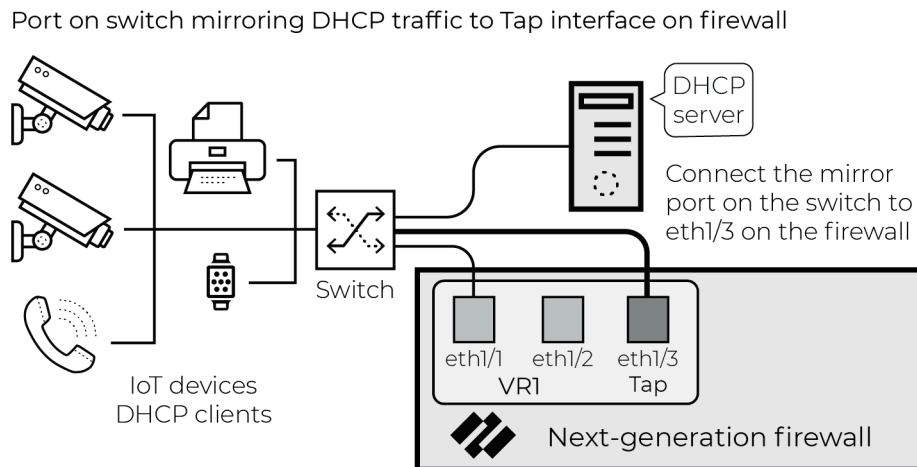 Port on switch mirroring DHCP traffic to Tap interface on firewall
DHCP
server
Connect the mirror
port on the switch to
eth1/3 on the firewall
Switch
eth1/1
eth1/2
eth1/3
VR1
Tap
IoT devices
DHCP clients
Next-generation firewall